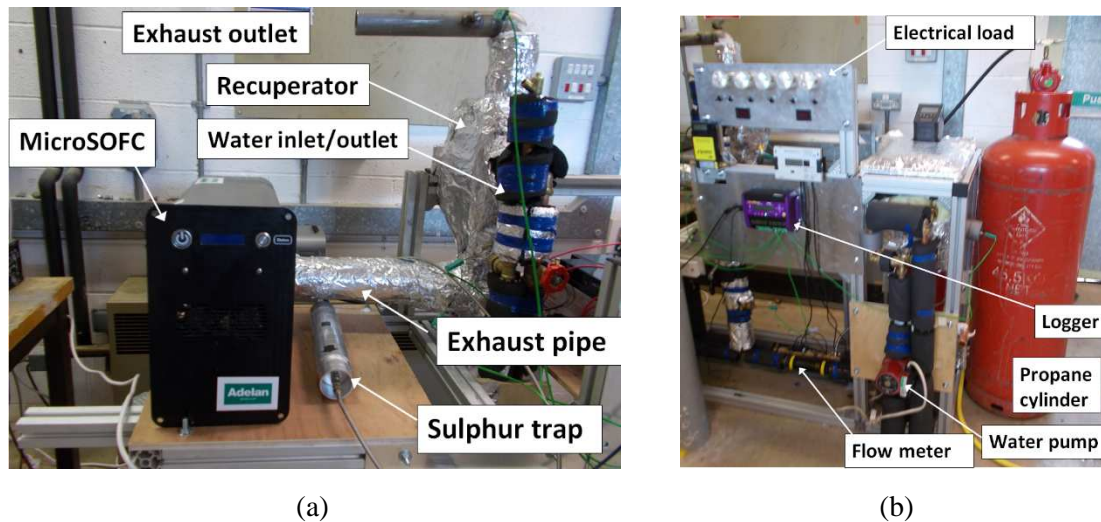 Exhaust outlet
Recuperator
Water inlet/outlet
MicroSOFC
Exhaust pipe
Adelan
Sulphur trap
(a)
Electrical load
Logger
Propane
cylinder
Water pump
Flow meter
(b)